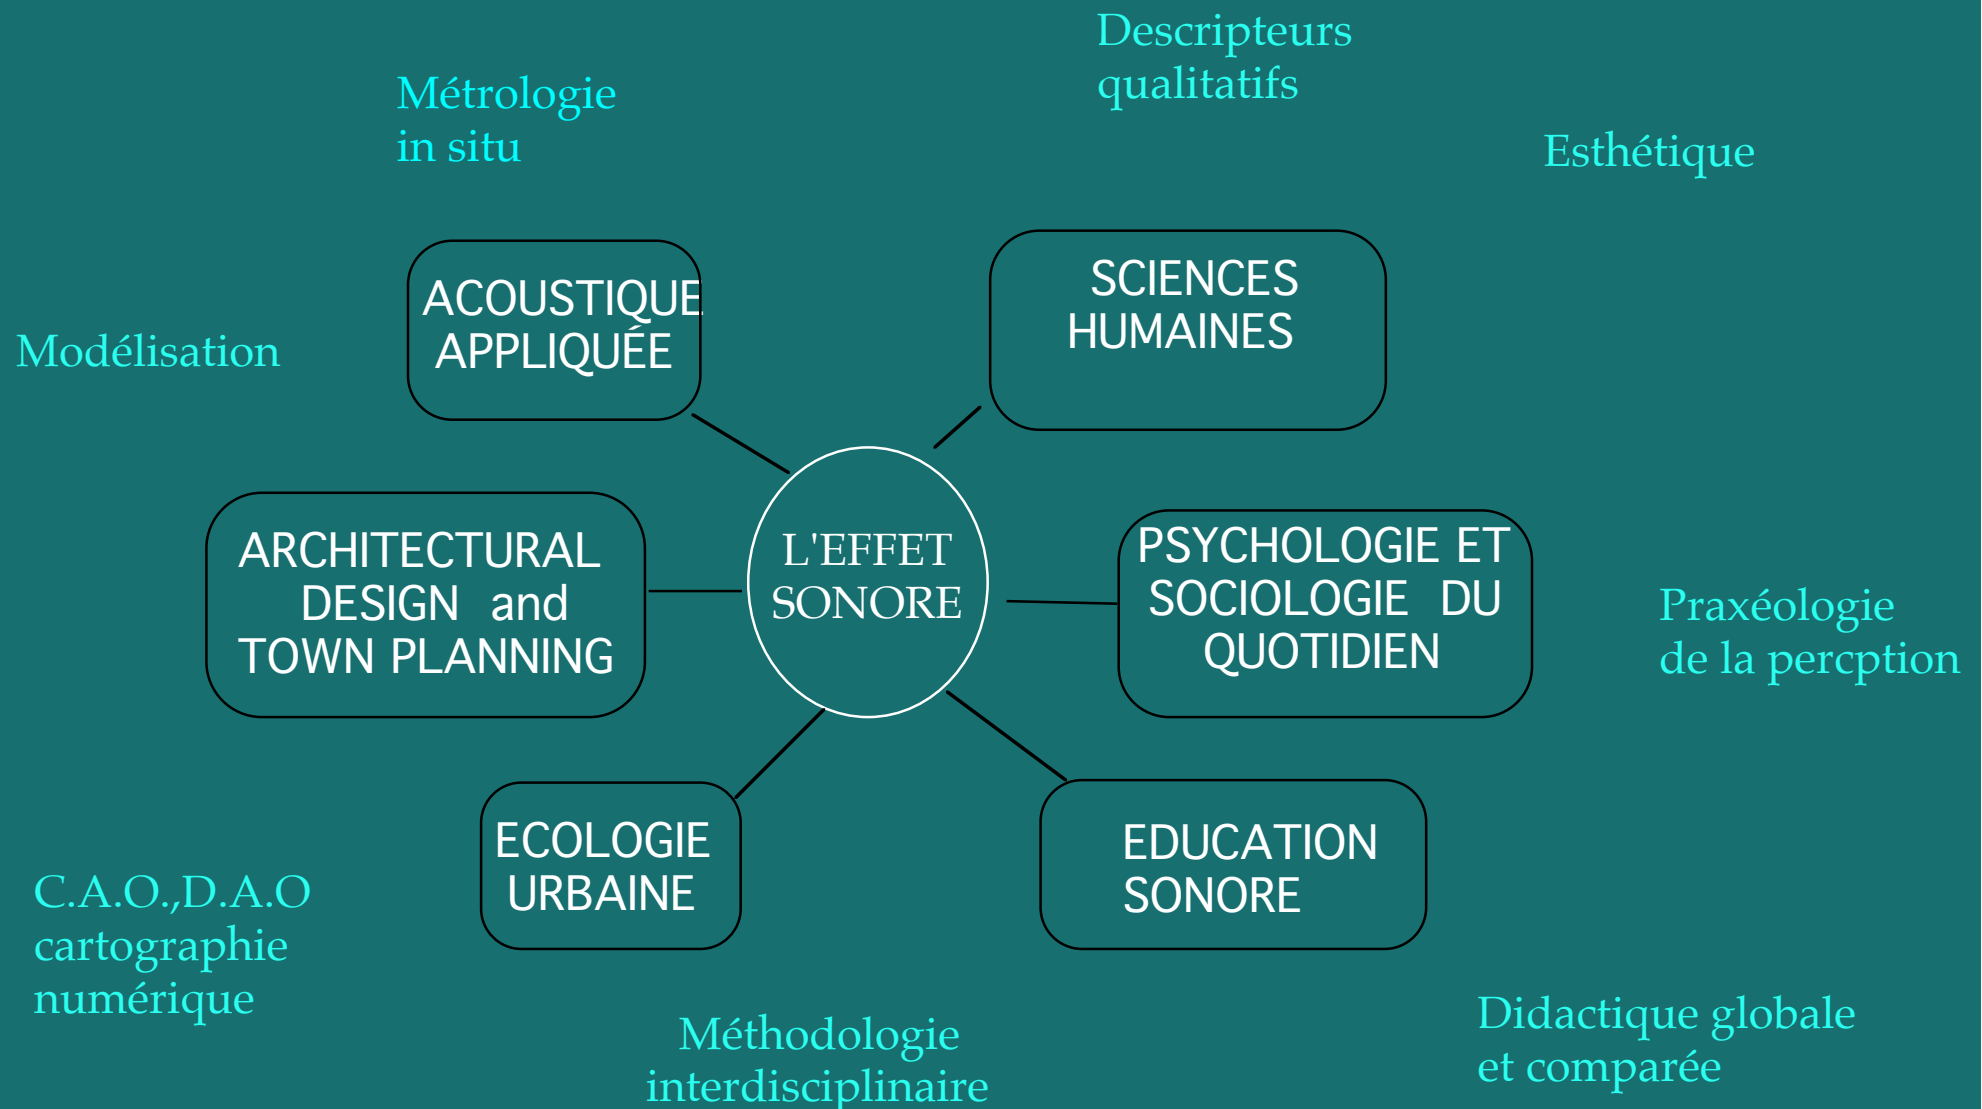 Descripteurs
qualitatifs
Métrologie
in situ
Esthétique
ACOUSTIQUE
APPLIQUÉE
SCIENCES
HUMAINES
Modélisation
ARCHITECTURAL
DESIGN and
TOWN PLANNING
L'EFFET
SONORE
PSYCHOLOGIE ET
SOCIOLOGIE DU
QUOTIDIEN
Praxéologie
de la percption
ECOLOGIE
URBAINE
EDUCATION
SONORE
C.A.O.,D.A.O
cartographie
numérique
Méthodologie
interdisciplinaire
Didactique globale
et comparée